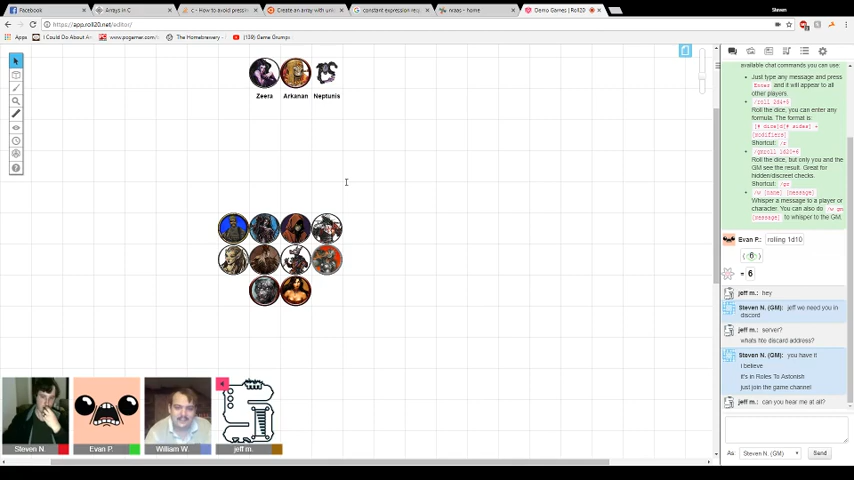 Steven
Facebook
Arrays in C
c - How to avoid press
Create an array with uni
constant expression req
nraas - home
Demo Games | Roll20
https://app.roll20.net/editor/
Apps
Bookmarks
I Could Do About A
www.pogamer.com
The Homebrewery
(139) Game Grumps
Zeera
Arkanan
Neptunis
available chat commands you can use:
Just type any message and press
Enter and it will appear to all
other players.
/roll 2d4+5
Roll the dice, you can enter any
formula. The format is
[# dice]d[# sides] +
[modifiers]
Shortcut: /r
/gmroll 1d20+6
Roll the dice, but only you and the
GM see the result. Great for
hidden/discreet checks.
Shortcut: /gr
/w [name] [message]
Whisper a message to a player or
character. You can also do /w gm
[message] to whisper to the GM.
Evan P.: rolling 1d10
(6)
= 6
jeff m.: hey
Steven N. (GM): jeff we need you in
discord
jeff m.: server?
whats hte discard address?
Steven N. (GM): you have it
i believe
it's in Roles To Astonish
just join the game channel
jeff m.: can you hear me at all?
As: Steven N. (GM)
Send
Steven N.
Evan P.
William W.
jeff m.